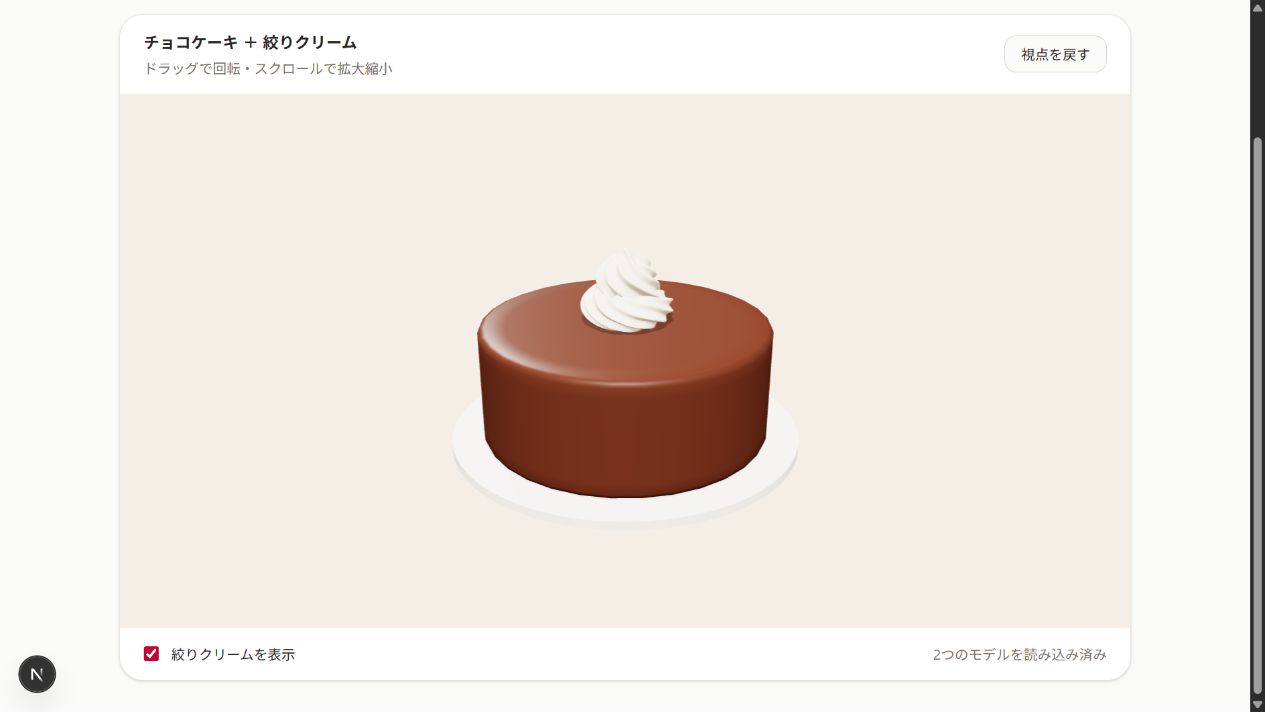 チョコケーキ + 絞りクリーム
視点を戻す
ドラッグで回転・スクロールで拡大縮小
絞りクリームを表示
2つのモデルを読み込み済み
N